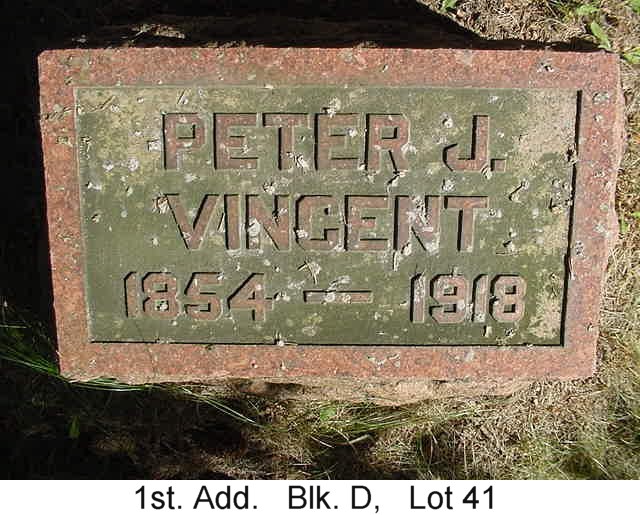 PETER J.
VINCENT
1854 — 1918
1st. Add. Blk. D, Lot 41